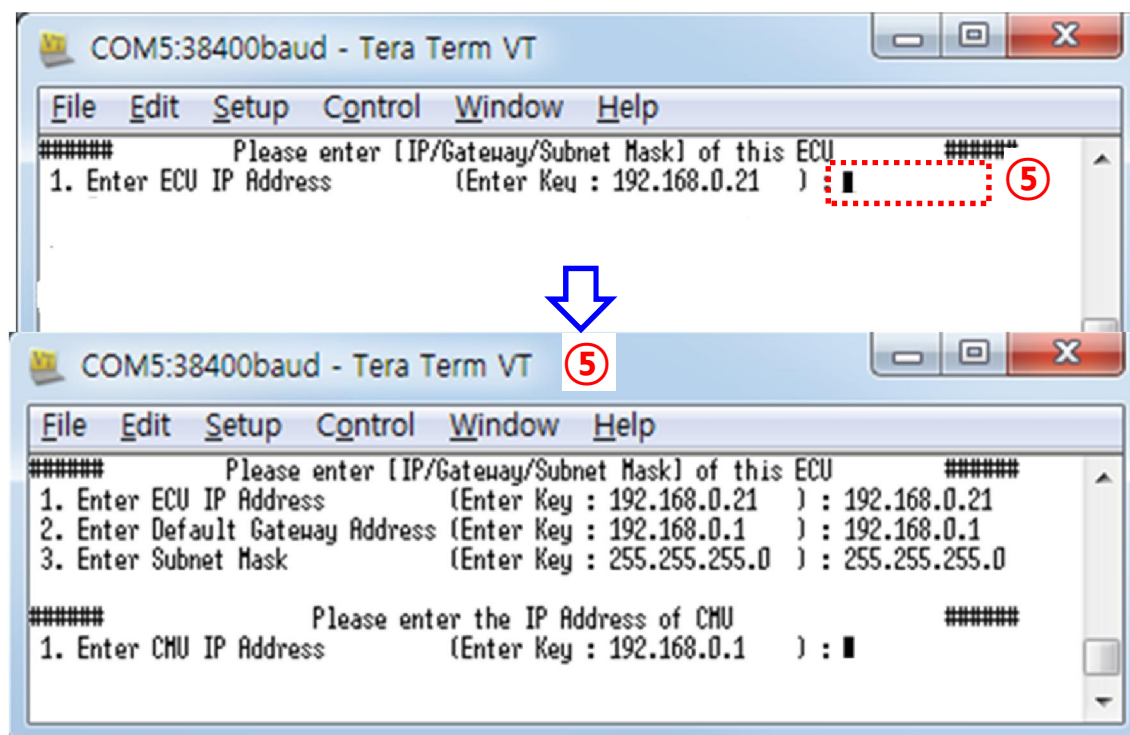 COM5:38400baud - Tera Term VT
File Edit Setup Control Window Help
###### Please enter [IP/Gateway/Subnet Mask] of this ECU ######
1. Enter ECU IP Address (Enter Key : 192.168.0.21 ) :
⑤
COM5:38400baud - Tera Term VT
⑤
File Edit Setup Control Window Help
###### Please enter [IP/Gateway/Subnet Mask] of this ECU ######
1. Enter ECU IP Address (Enter Key : 192.168.0.21 ) : 192.168.0.21
2. Enter Default Gateway Address (Enter Key : 192.168.0.1 ) : 192.168.0.1
3. Enter Subnet Mask (Enter Key : 255.255.255.0 ) : 255.255.255.0
###### Please enter the IP Address of CMU ######
1. Enter CMU IP Address (Enter Key : 192.168.0.1 ) :